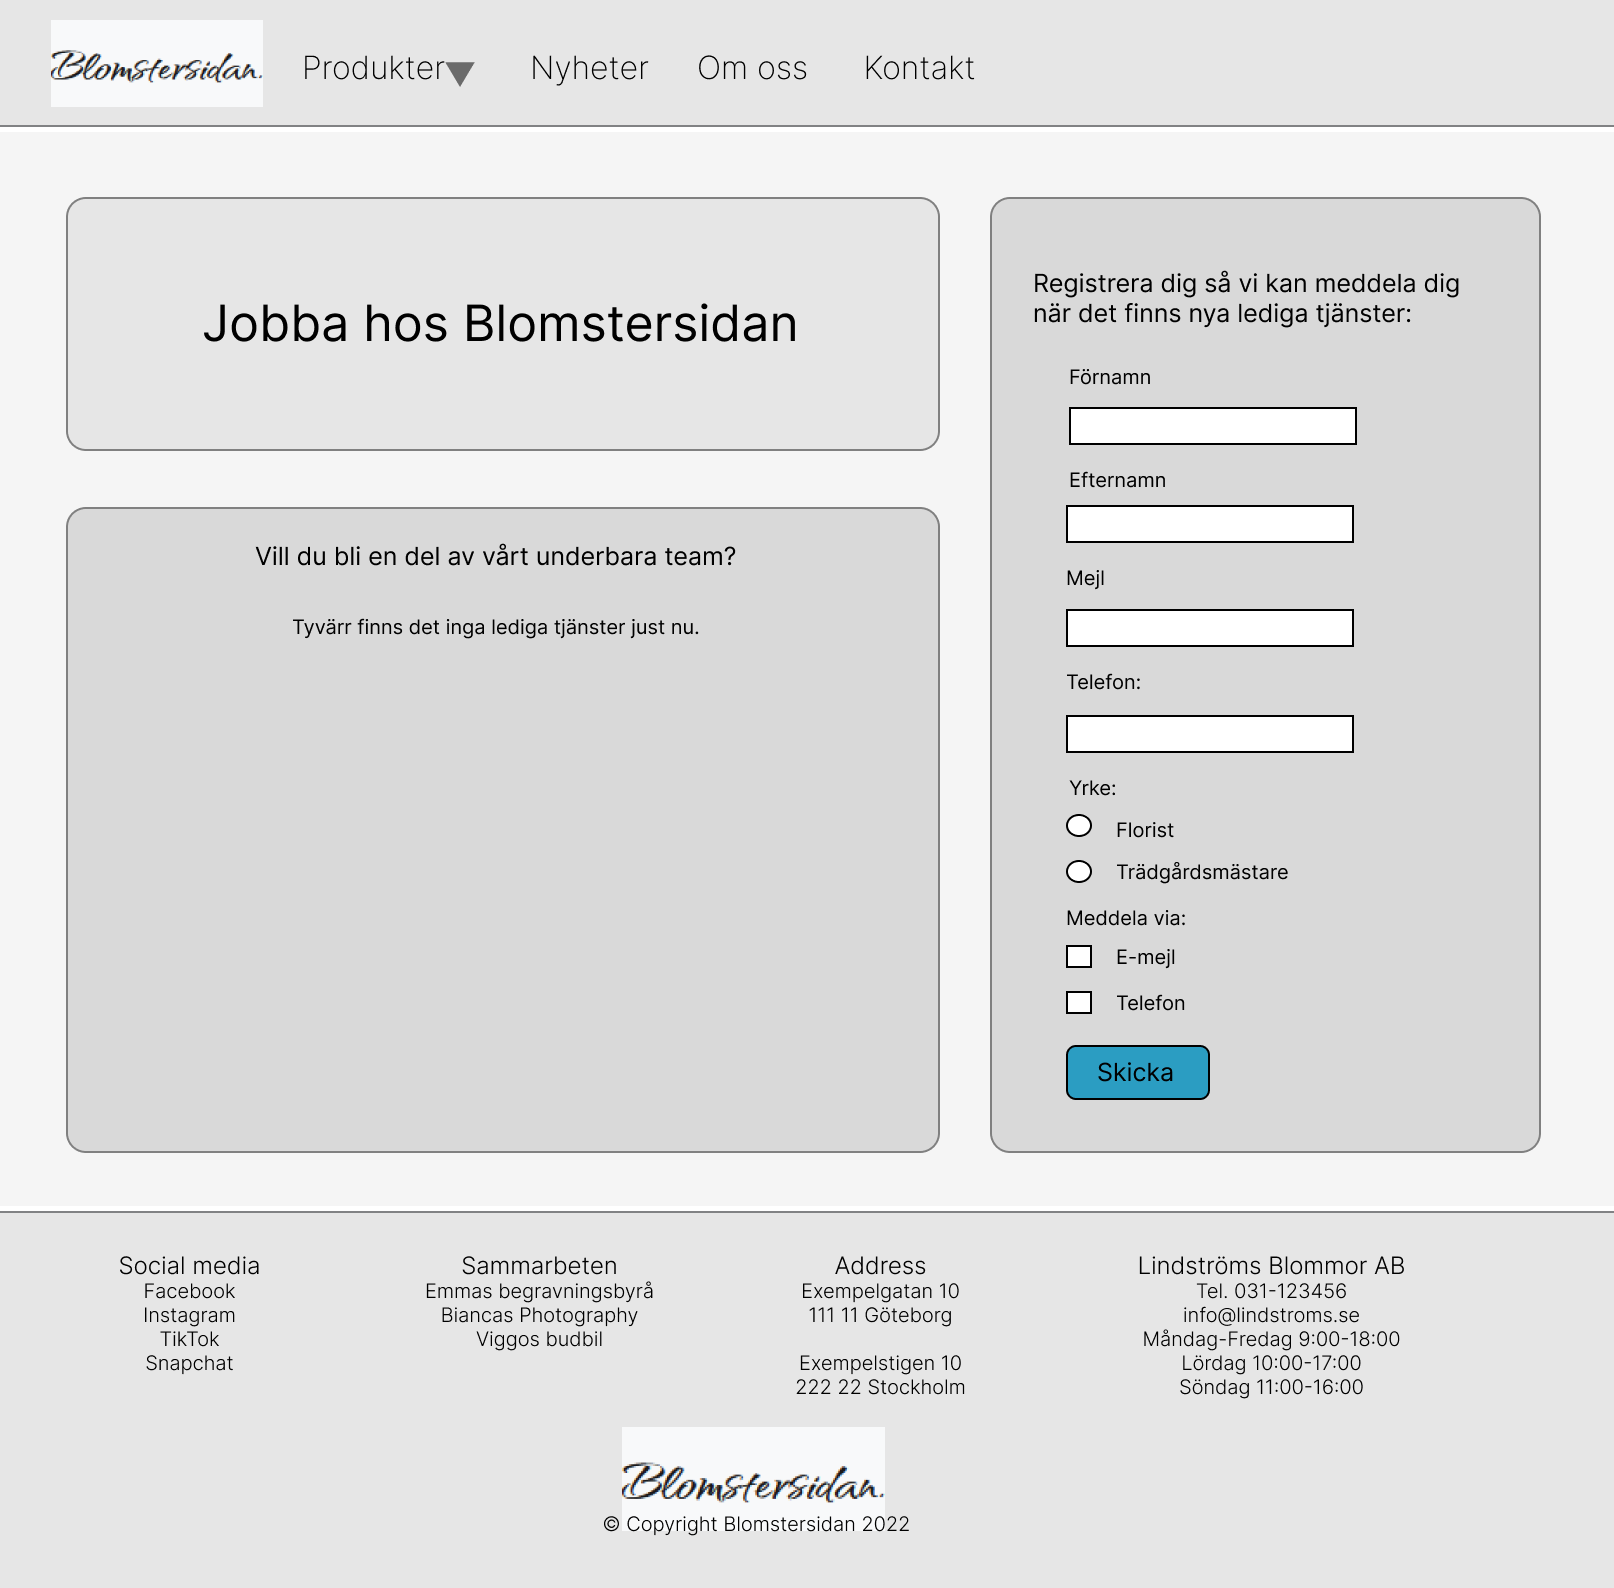 Blomstersidan.
Produkter
Nyheter
Om oss
Kontakt
Jobba hos Blomstersidan
Vill du bli en del av vårt underbara team?
Tyvärr finns det inga lediga tjänster just nu.
Registrera dig så vi kan meddela dig
när det finns nya lediga tjänster:
Förnamn
Efternamn
Mejl
Telefon:
Yrke:
Florist
Trädgårdsmästare
Meddela via:
E-mejl
Telefon
Skicka
Social media
Facebook
Instagram
TikTok
Snapchat
Sammarbeten
Emmas begravningsbyrå
Biancas Photography
Viggos budbil
Address
Exempelgatan 10
111 11 Göteborg
Exempelstigen 10
222 22 Stockholm
Lindströms Blommor AB
Tel. 031-123456
info@lindstroms.se
Måndag-Fredag 9:00-18:00
Lördag 10:00-17:00
Söndag 11:00-16:00
Blomstersidan.
© Copyright Blomstersidan 2022